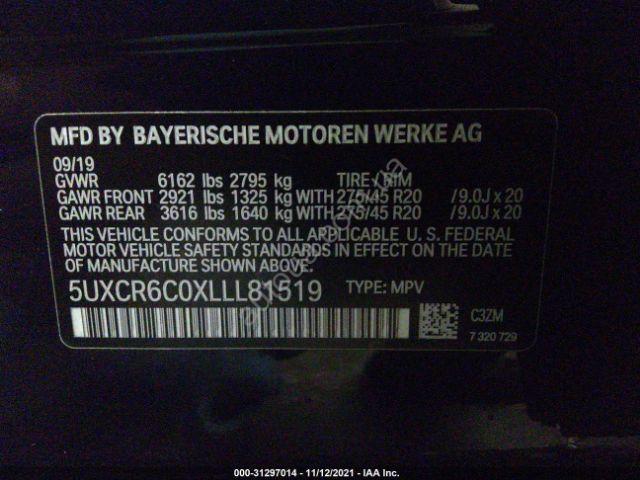 MFD BY BAYERISCHE MOTOREN WERKE AG
09/19
GVWR 6162 lbs 2795 kg TIRE / RIM
GAWR FRONT 2921 lbs 1325 kg WITH 275/45 R20 /9.0J x 20
GAWR REAR 3616 lbs 1640 kg WITH 275/45 R20 /9.0J x 20
THIS VEHICLE CONFORMS TO ALL APPLICABLE U. S. FEDERAL
MOTOR VEHICLE SAFETY STANDARDS IN EFFECT ON THE DATE
OF MANUFACTURE SHOWN ABOVE.
5UXCR6C0XLLL81519 TYPE: MPV
C3ZM
7 320 729
000-31297014 - 11/12/2021 - IAA Inc.